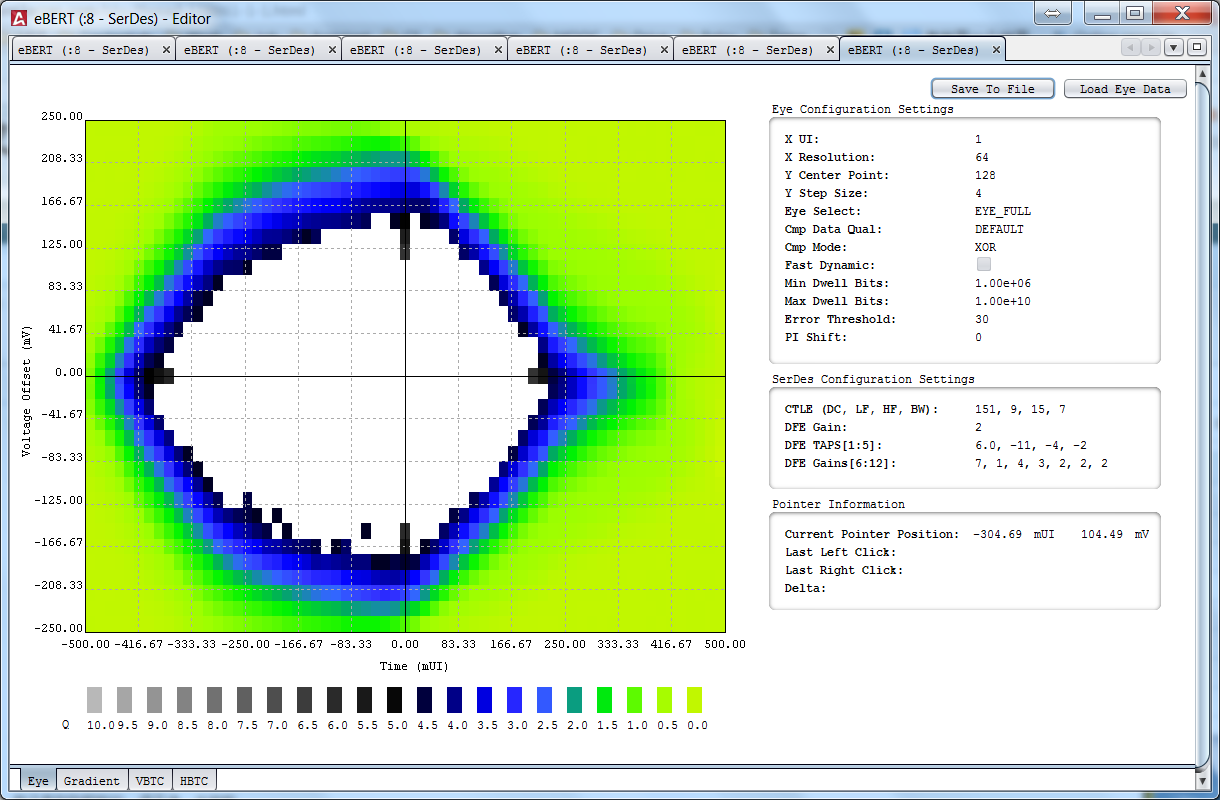 eBERT (:8 - SerDes) - Editor
eBERT (:8 - SerDes) eBERT (:8 - SerDes) eBERT (:8 - SerDes) eBERT (:8 - SerDes) eBERT (:8 - SerDes) eBERT (:8 - SerDes)
Save To File Load Eye Data
Eye Configuration Settings
X UI: 1
X Resolution: 64
Y Center Point: 128
Y Step Size: 4
Eye Select: EYE_FULL
Cmp Data Qual: DEFAULT
Cmp Mode: XOR
Fast Dynamic:
Min Dwell Bits: 1.00e+06
Max Dwell Bits: 1.00e+10
Error Threshold: 30
PI Shift: 0
SerDes Configuration Settings
CTLE (DC, LF, HF, BW): 151, 9, 15, 7
DFE Gain: 2
DFE TAPS[1:5]: 6.0, -11, -4, -2
DFE Gains[6:12]: 7, 1, 4, 3, 2, 2, 2
Pointer Information
Current Pointer Position: -304.69 mUI 104.49 mV
Last Left Click:
Last Right Click:
Delta:
Voltage Offset (mV)
250.00
208.33
166.67
125.00
83.33
41.67
0.00
-41.67
-83.33
-125.00
-166.67
-208.33
-250.00
-500.00 -416.67 -333.33 -250.00 -166.67 -83.33 0.00 83.33 166.67 250.00 333.33 416.67 500.00
Time (mUI)
Q 10.0 9.5 9.0 8.5 8.0 7.5 7.0 6.5 6.0 5.5 5.0 4.5 4.0 3.5 3.0 2.5 2.0 1.5 1.0 0.5 0.0
Eye Gradient VBTC HBTC